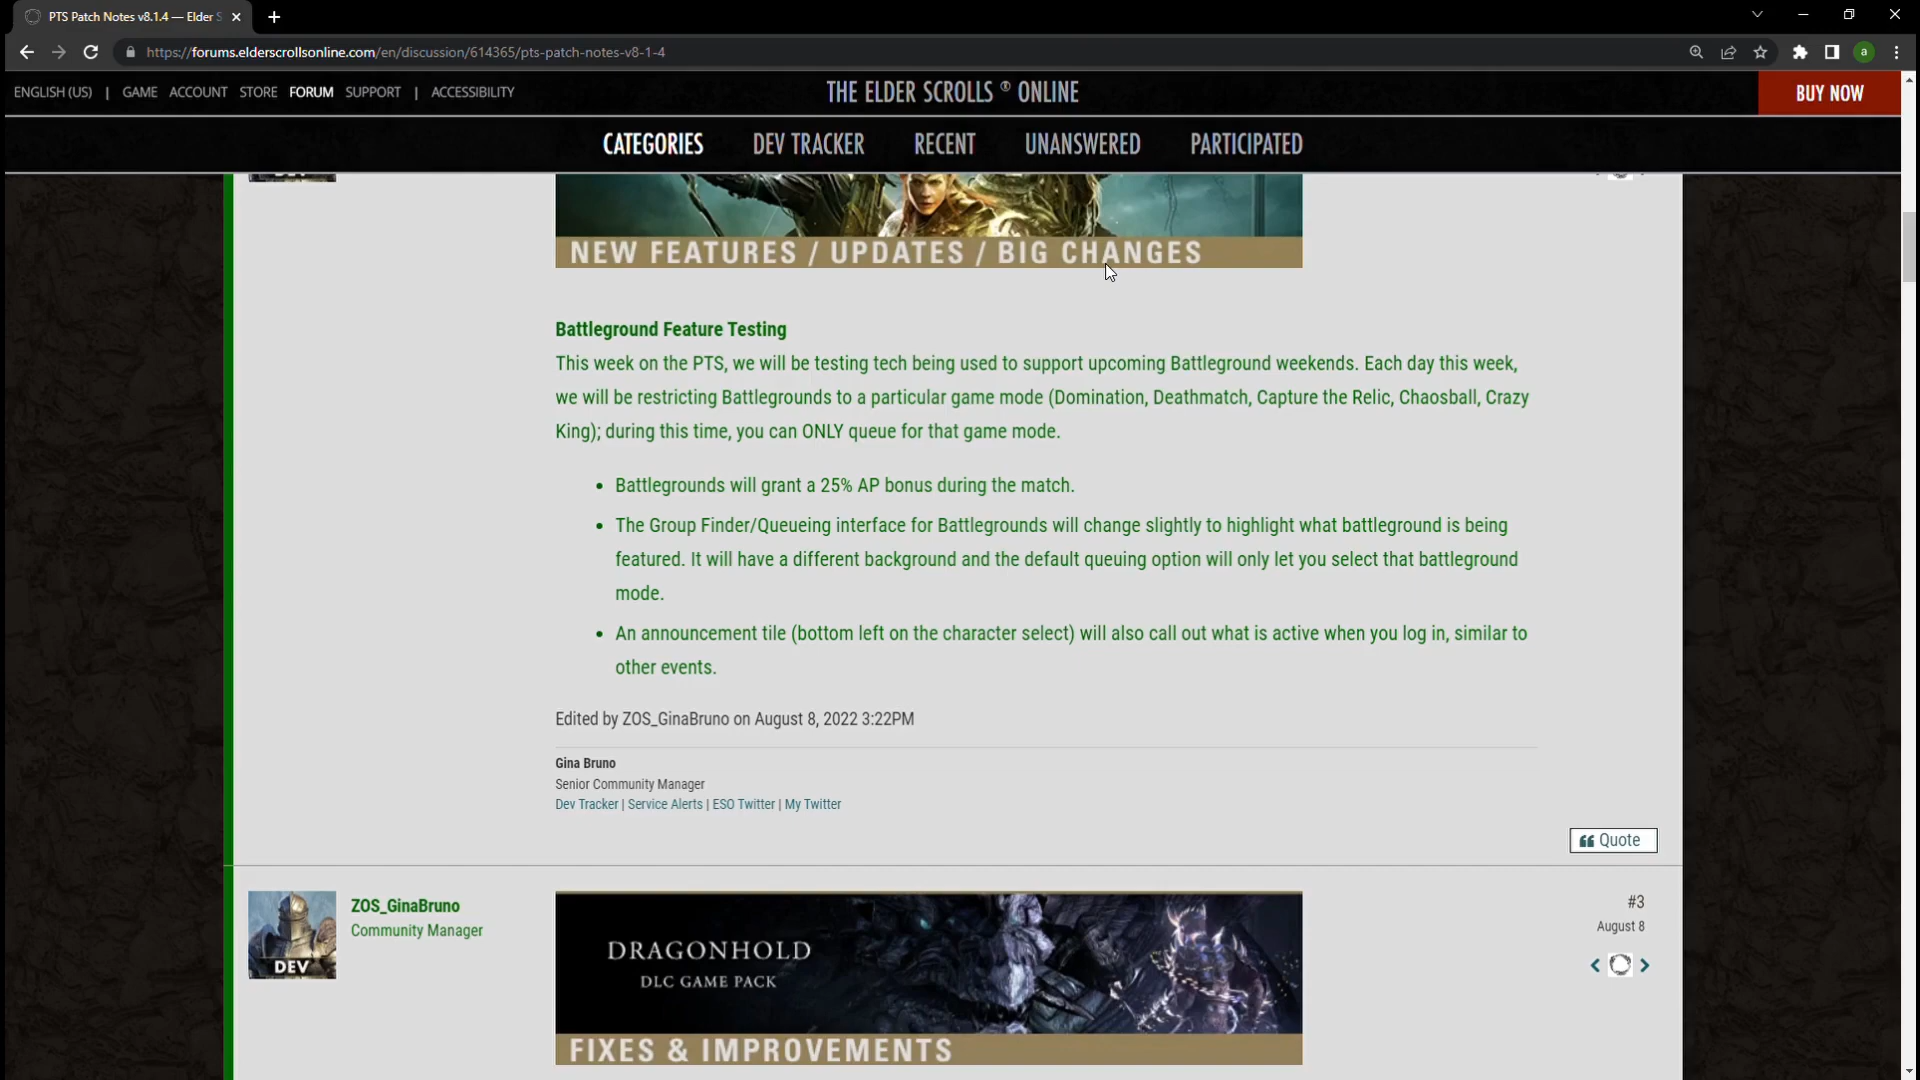 PTS Patch Notes v8.1.4 — Elder S
https://forums.elderscrollsonline.com/en/discussion/614365/pts-patch-notes-v8-1-4
a
ENGLISH (US) | GAME ACCOUNT STORE FORUM SUPPORT | ACCESSIBILITY
THE ELDER SCROLLS ® ONLINE
BUY NOW
CATEGORIES DEV TRACKER RECENT UNANSWERED PARTICIPATED
NEW FEATURES / UPDATES / BIG CHANGES
Battleground Feature Testing
This week on the PTS, we will be testing tech being used to support upcoming Battleground weekends. Each day this week,
we will be restricting Battlegrounds to a particular game mode (Domination, Deathmatch, Capture the Relic, Chaosball, Crazy
King); during this time, you can ONLY queue for that game mode.
• Battlegrounds will grant a 25% AP bonus during the match.
• The Group Finder/Queueing interface for Battlegrounds will change slightly to highlight what battleground is being
featured. It will have a different background and the default queuing option will only let you select that battleground
mode.
• An announcement tile (bottom left on the character select) will also call out what is active when you log in, similar to
other events.
Edited by ZOS_GinaBruno on August 8, 2022 3:22PM
Gina Bruno
Senior Community Manager
Dev Tracker | Service Alerts | ESO Twitter | My Twitter
Quote
ZOS_GinaBruno
Community Manager
DEV
DRAGONHOLD
DLC GAME PACK
FIXES & IMPROVEMENTS
#3
August 8